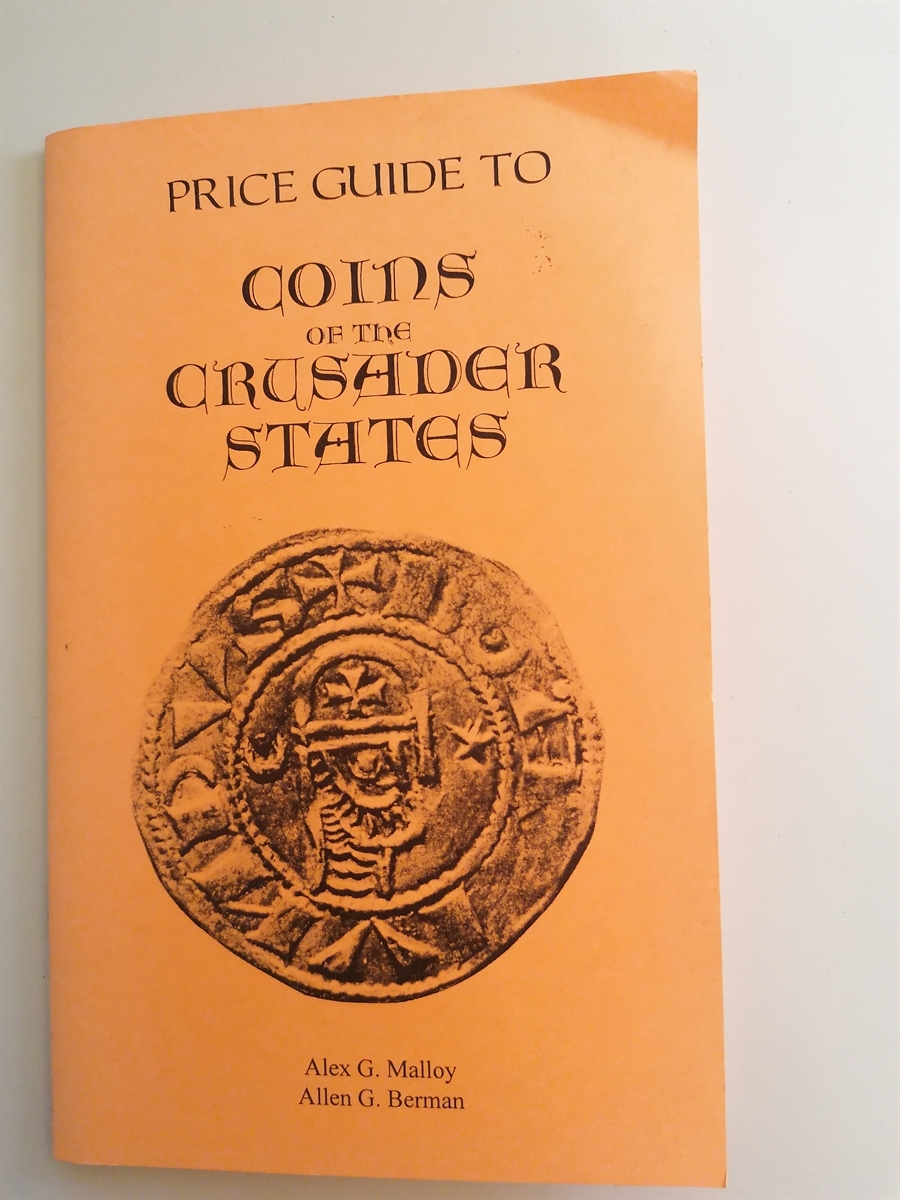 PRICE GUIDE TO
COINS
OF THE
CRUSADER
STATES
Alex G. Malloy
Allen G. Berman